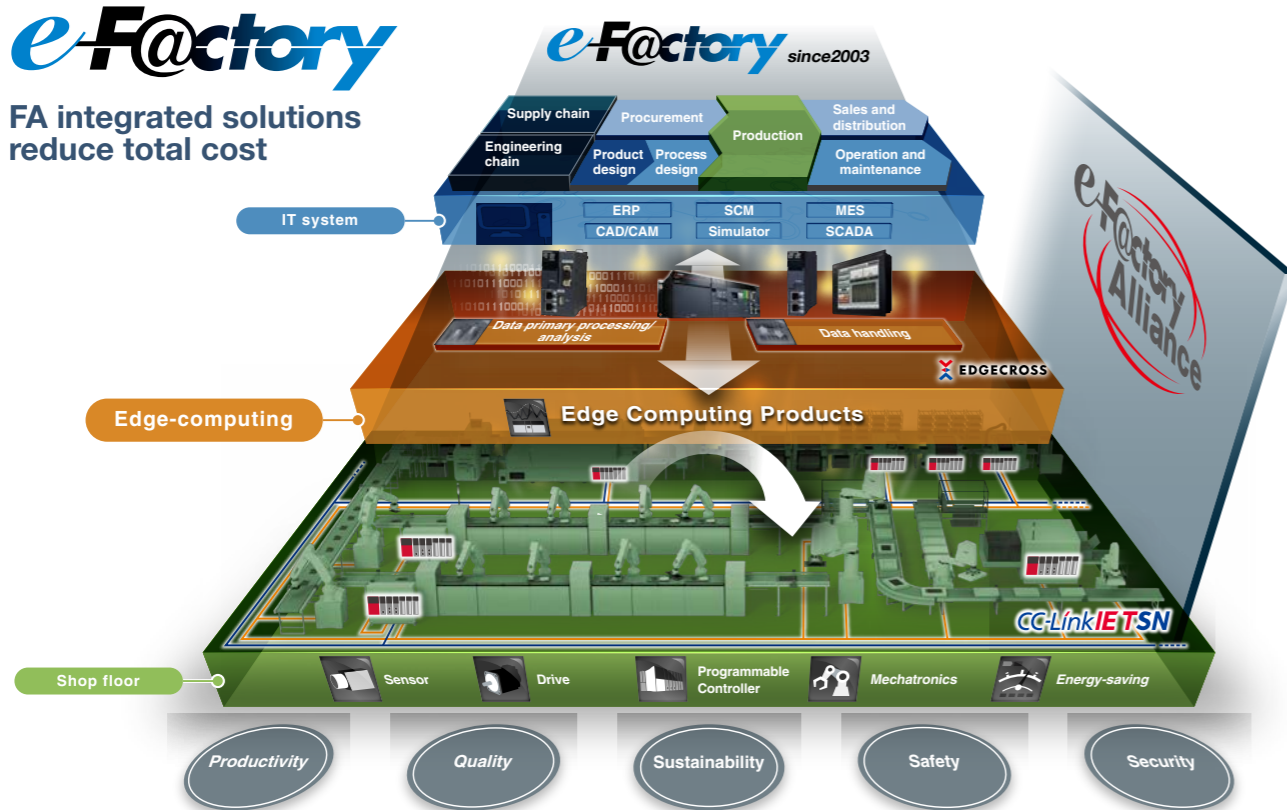 e-F@ctory
FA integrated solutions
reduce total cost
e-F@ctory since2003
Supply chain
Procurement
Production
Sales and
distribution
Engineering
chain
Product
design
Process
design
Operation and
maintenance
IT system
ERP
SCM
MES
CAD/CAM
Simulator
SCADA
Data primary processing/
analysis
Data handling
EDGECROSS
e-F@ctory
Alliance
Edge-computing
Edge Computing Products
CC-Link IE TSN
Shop floor
Sensor
Drive
Programmable
Controller
Mechatronics
Energy-saving
Productivity
Quality
Sustainability
Safety
Security